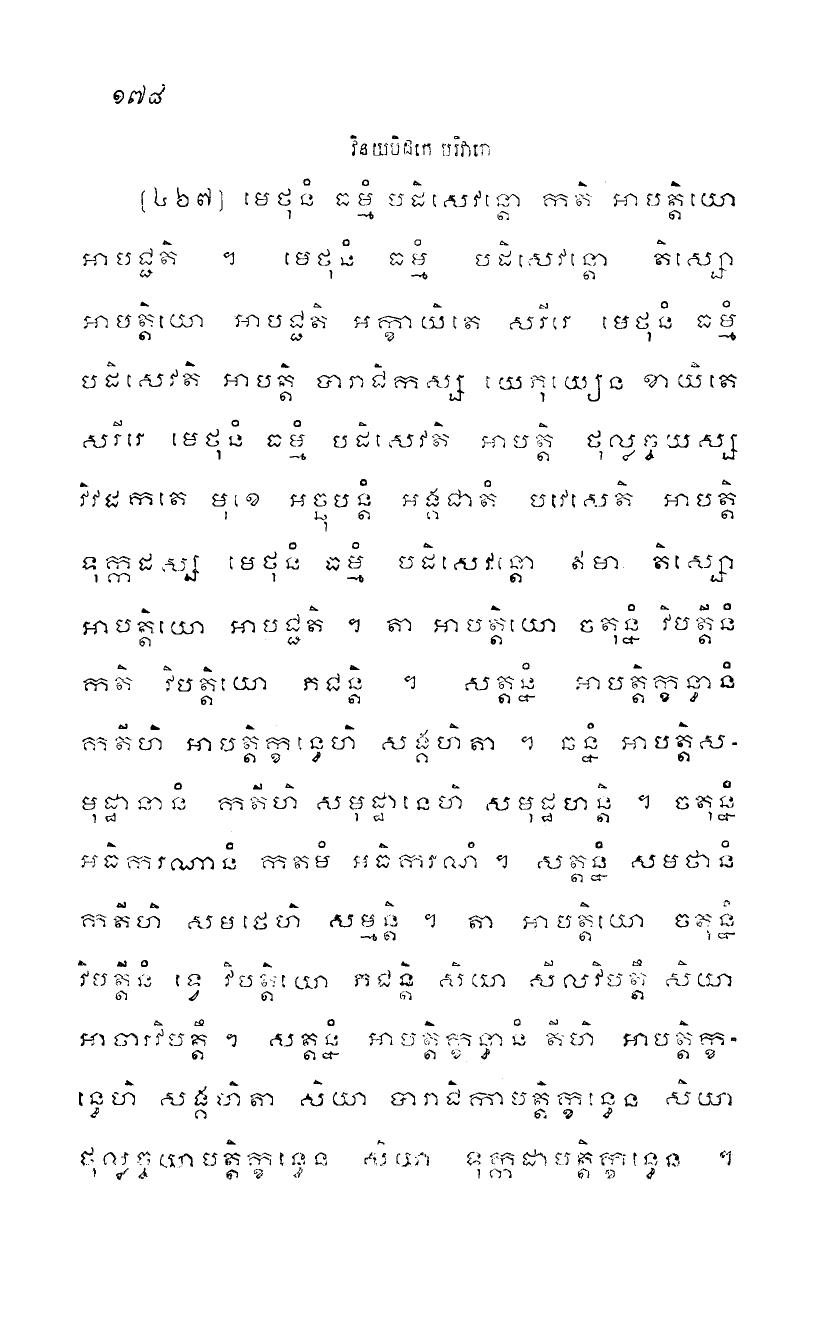 ១៧៨
វិនយបិដកេ បរិវារោ
(៤៦៧) មេថុនំ ធម្មំ បដិសេវន្តោ កតិ អាបត្តិយោ
អាបជ្ជតិ ។ មេថុនំ ធម្មំ បដិសេវន្តោ តិស្សោ
អាបត្តិយោ អាបជ្ជតិ អក្ខាយិតេ សរីរេ មេថុនំ ធម្មំ
បដិសេវតិ អាបត្តិ បារាជិកស្ស យេភុយ្យេន ខាយិតេ
សរីរេ មេថុនំ ធម្មំ បដិសេវតិ អាបត្តិ ថុល្លច្ចយស្ស
វិវដកតេ មុខេ អច្ឆុបន្តំ អង្គជាតំ បវេសេតិ អាបត្តិ
ទុក្កដស្ស មេថុនំ ធម្មំ បដិសេវន្តោ ឥមា តិស្សោ
អាបត្តិយោ អាបជ្ជតិ ។ តា អាបត្តិយោ ចតុន្នំ វិបត្តីនំ
កតិ វិបត្តិយោ ភជន្តិ ។ សត្តន្នំ អាបត្តិក្ខន្ធានំ
កតីហិ អាបត្តិក្ខន្ធេហិ សង្គហិតា ។ ឆន្នំ អាបត្តិស-
មុដ្ឋានានំ កតីហិ សមុដ្ឋានេហិ សមុដ្ឋហន្តិ ។ ចតុន្នំ
អធិករណានំ កតមំ អធិករណំ ។ សត្តន្នំ សមថានំ
កតីហិ សមថេហិ សម្មន្តិ ។ តា អាបត្តិយោ ចតុន្នំ
វិបត្តីនំ ទ្វេ វិបត្តិយោ ភជន្តិ សិយា សីលវិបត្តឹ សិយា
អាចារវិបត្តឹ ។ សត្តន្នំ អាបត្តិក្ខន្ធានំ តីហិ អាបត្តិក្ខ-
ន្ធេហិ សង្គហិតា សិយា បារាជិកាបត្តិក្ខន្ធេន សិយា
ថុល្លច្ចយាបត្តិក្ខន្ធេន សិយា ទុក្កដាបត្តិក្ខន្ធេន ។